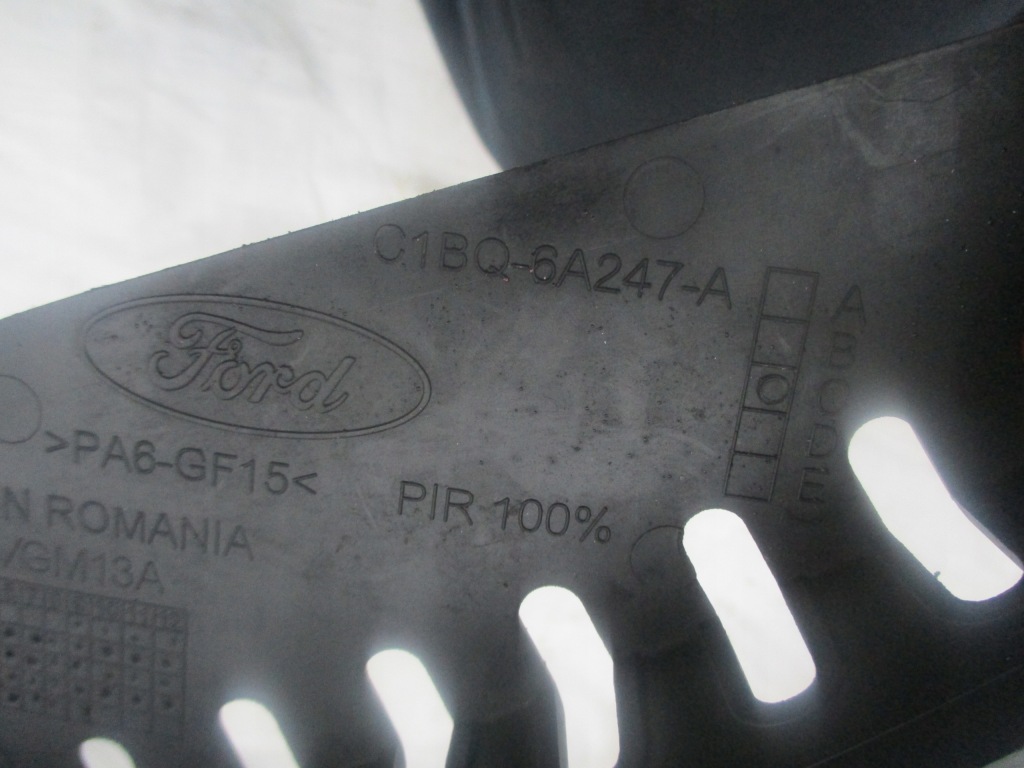 C1BQ-6A247-A
A
B
C
D
E
Ford
>PA6-GF15<
PIR 100%
N ROMANIA
/GM13A